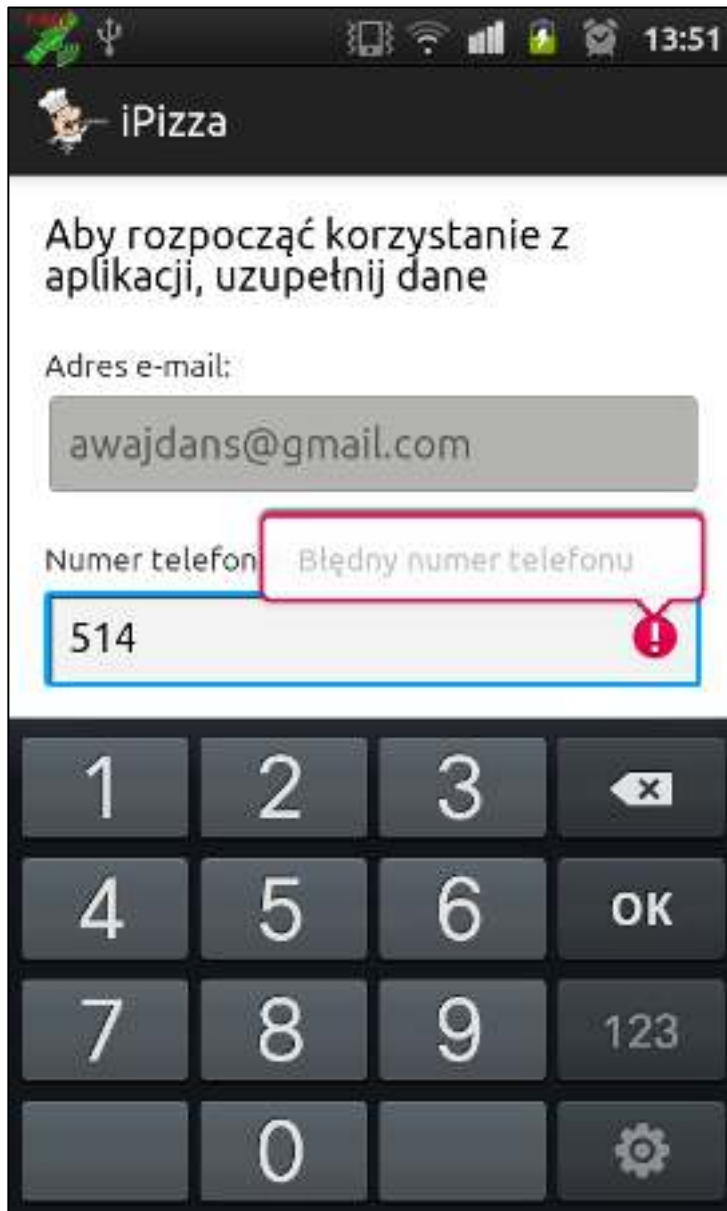 13:51
iPizza
Aby rozpocząć korzystanie z
aplikacji, uzupełnij dane
Adres e-mail:
awajdans@gmail.com
Numer telefon
Błędny numer telefonu
514
1 2 3
4 5 6 OK
7 8 9 123
0